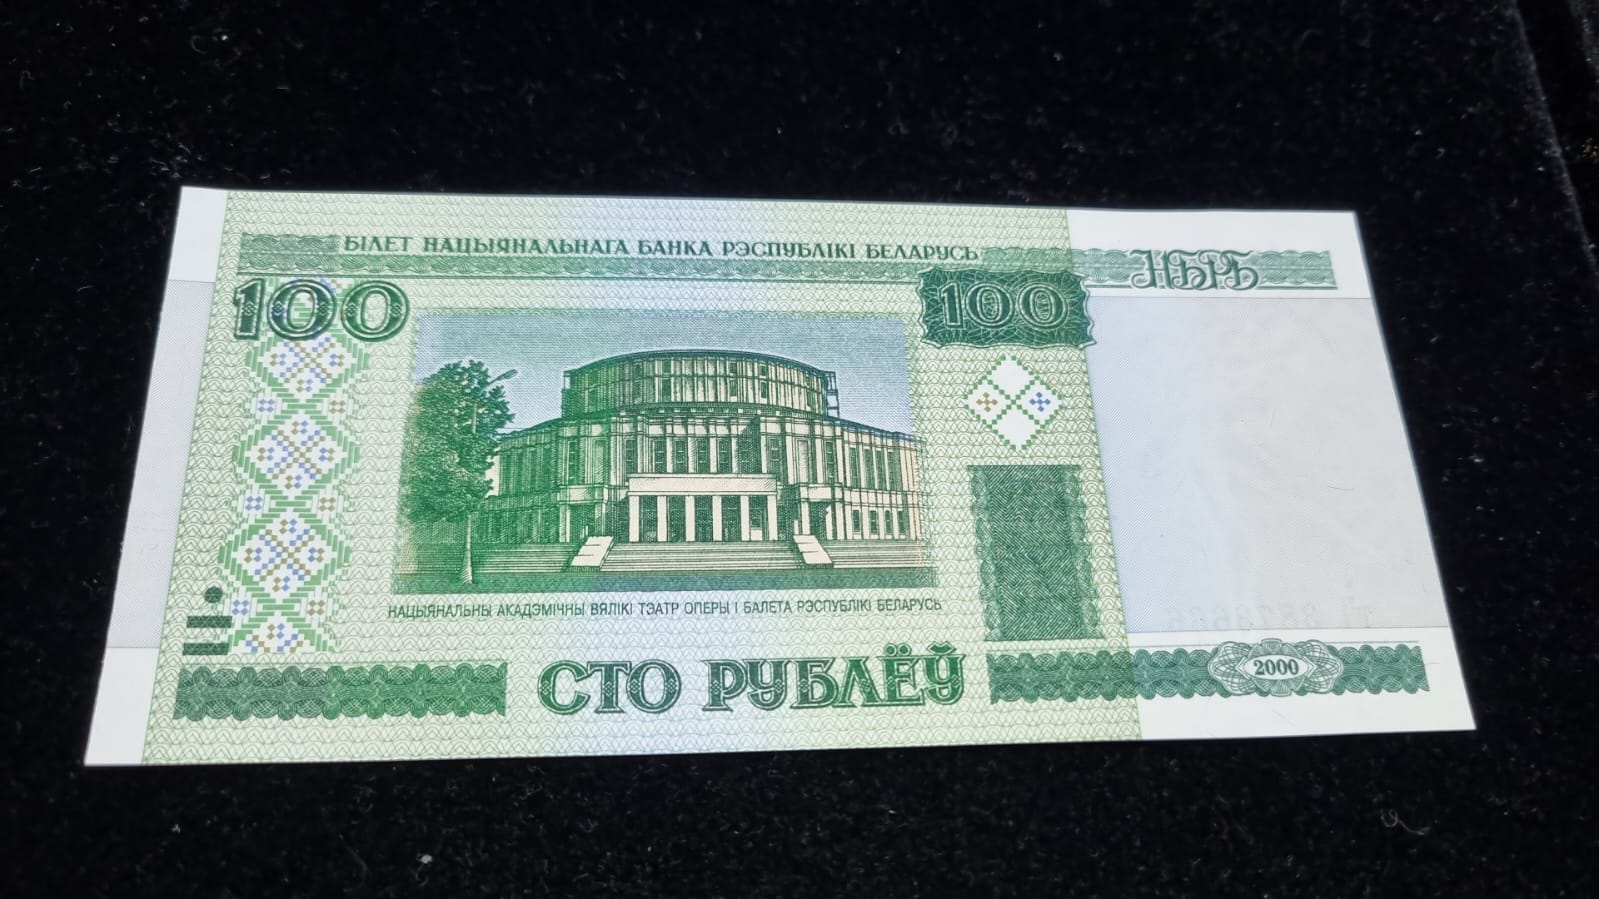 БІЛЕТ НАЦЫЯНАЛЬНАГА БАНКА РЭСПУБЛІКІ БЕЛАРУСЬ
НБРБ
100
100
НАЦЫЯНАЛЬНЫ АКАДЭМІЧНЫ ВЯЛІКІ ТЭАТР ОПЕРЫ І БАЛЕТА РЭСПУБЛІКІ БЕЛАРУСЬ
СТО РУБЛЁЎ
2000